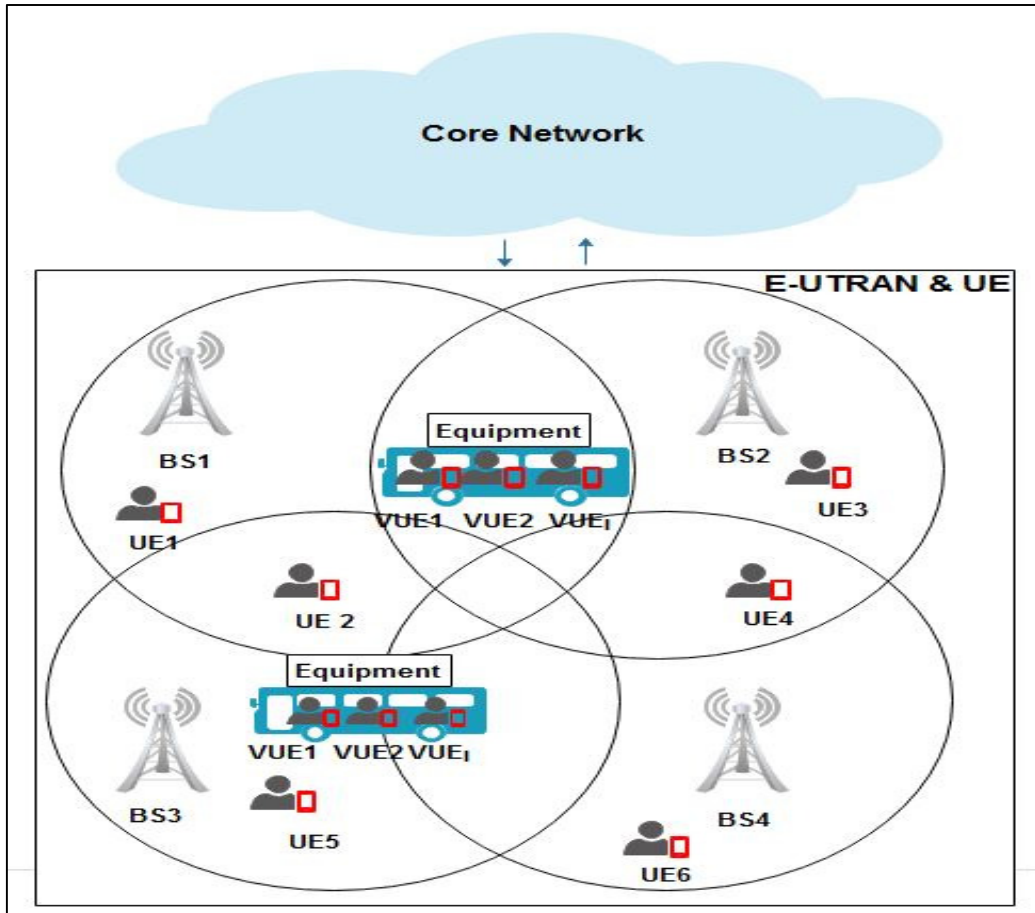 Core Network
E-UTRAN & UE
BS1
BS2
Equipment
VUE1 VUE2 VUEI
UE1
UE3
UE 2
UE4
Equipment
VUE1 VUE2 VUEI
BS3
BS4
UE5
UE6